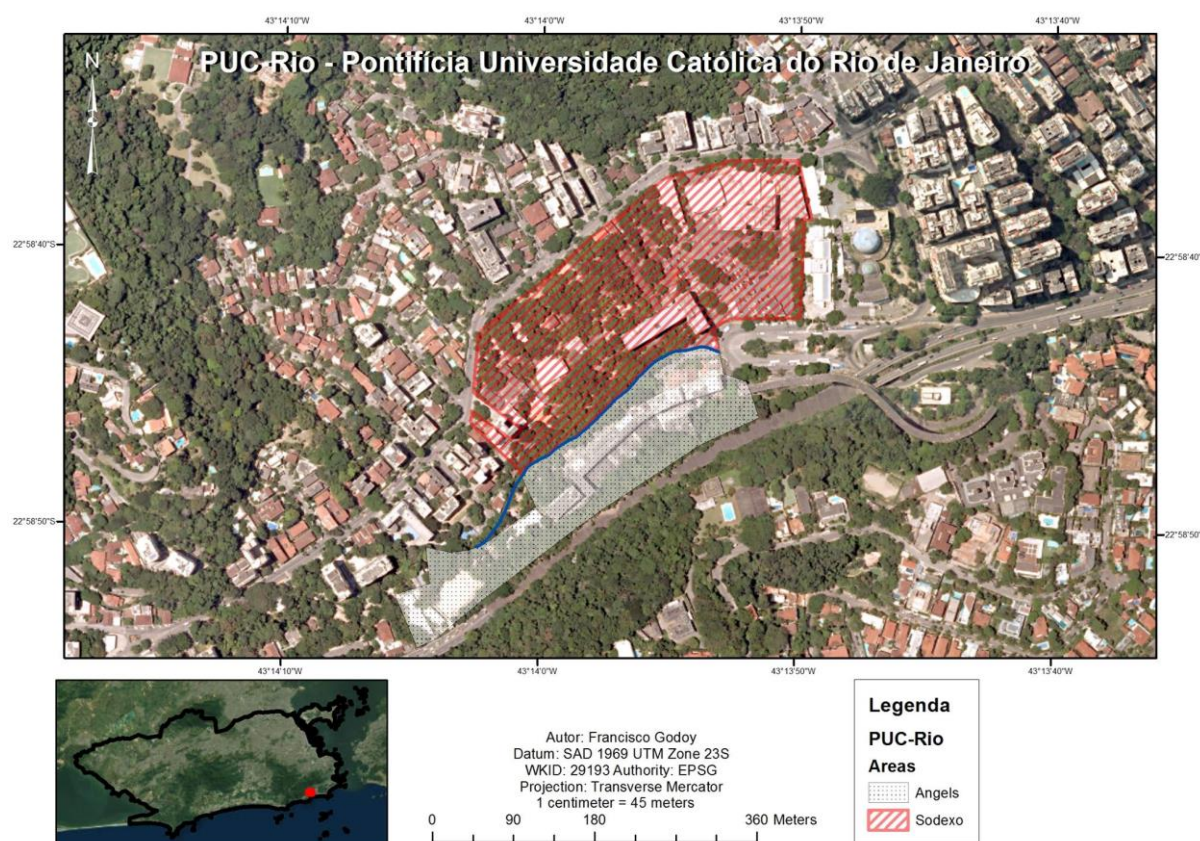 43°14'10"W
43°14'0"W
43°13'50"W
43°13'40"W
N
PUC-Rio - Pontifícia Universidade Católica do Rio de Janeiro
22°58'40"S
22°58'40"
22°58'50"S
22°58'50"
43°14'10"W
43°14'0"W
43°13'50"W
43°13'40"W
Autor: Francisco Godoy
Datum: SAD 1969 UTM Zone 23S
WKID: 29193 Authority: EPSG
Projection: Transverse Mercator
1 centimeter = 45 meters
0 90 180 360 Meters
Legenda
PUC-Rio
Areas
Angels
Sodexo